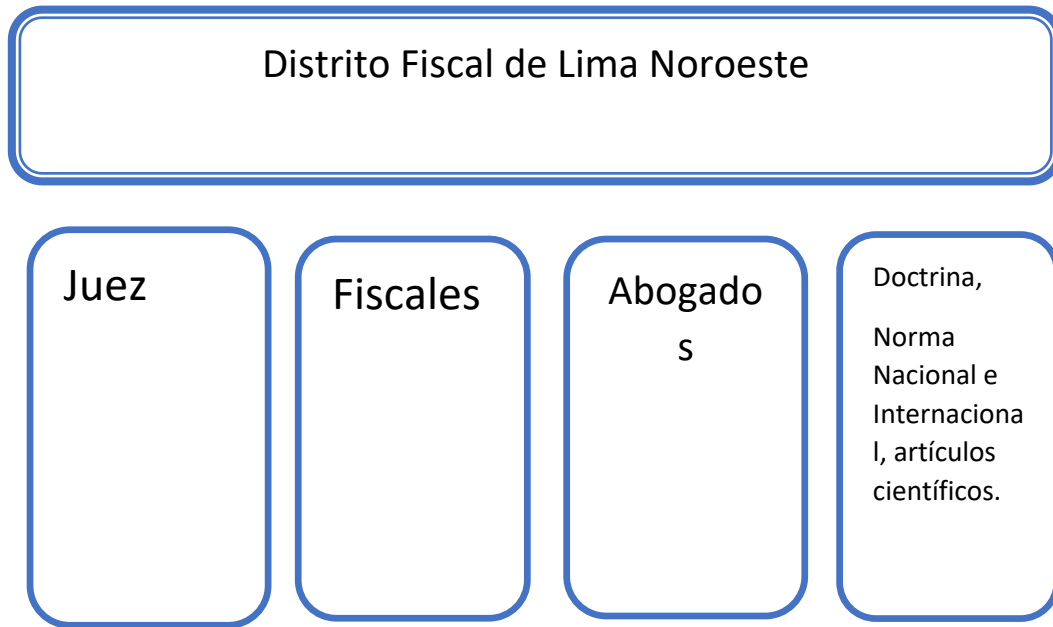 Distrito Fiscal de Lima Noroeste
Juez
Fiscales
Abogado
s
Doctrina,
Norma
Nacional e
Internaciona
l, artículos
científicos.